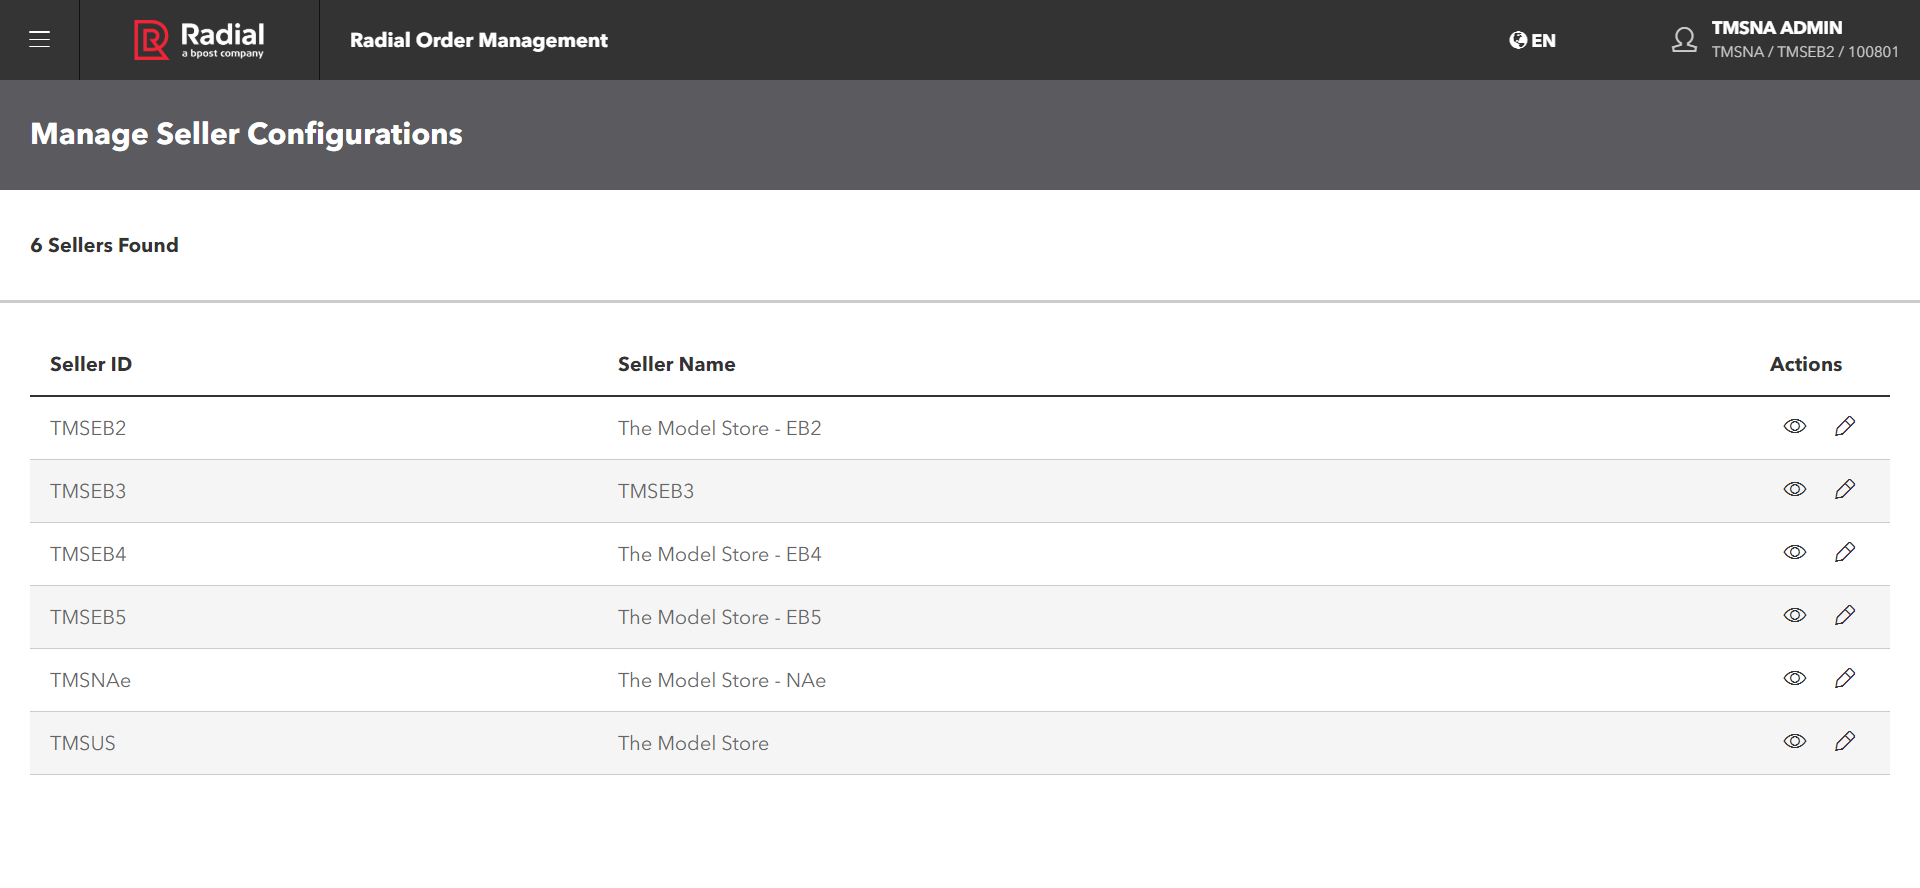 Radial
a bpost company
Radial Order Management
EN
TMSNA ADMIN
TMSNA / TMSEB2 / 100801
Manage Seller Configurations
6 Sellers Found
Seller ID Seller Name Actions
TMSEB2 The Model Store - EB2
TMSEB3 TMSEB3
TMSEB4 The Model Store - EB4
TMSEB5 The Model Store - EB5
TMSNAe The Model Store - NAe
TMSUS The Model Store